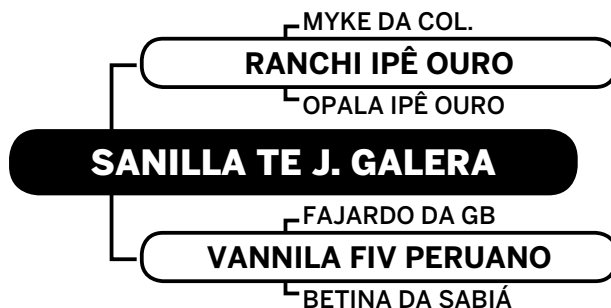 MYKE DA COL.
RANCHI IPÊ OURO
OPALA IPÊ OURO
SANILLA TE J. GALERA
FAJARDO DA GB
VANNILA FIV PERUANO
BETINA DA SABIÁ